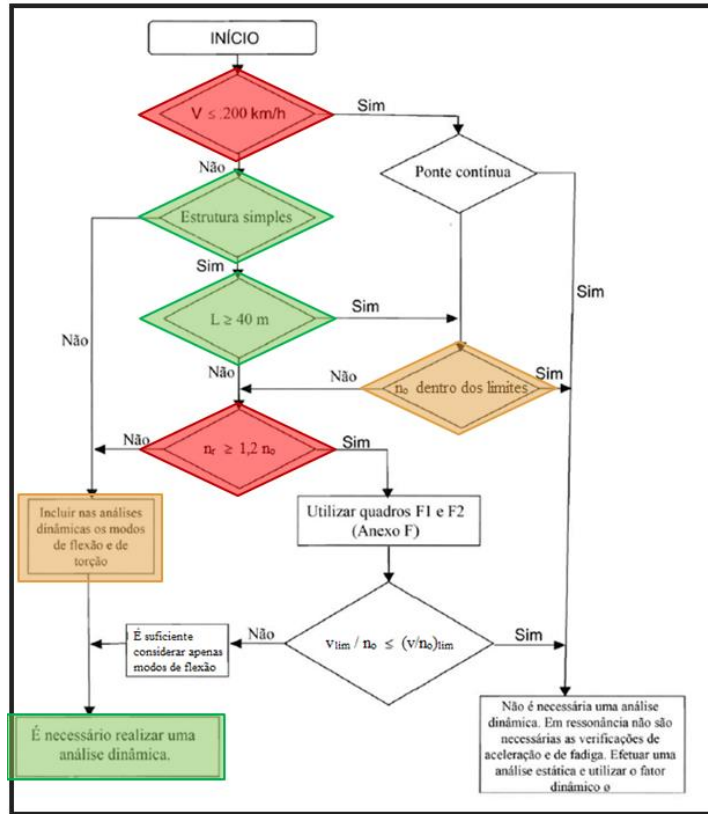 INÍCIO
V ≤ .200 km/h
Sim
Não
Ponte contínua
Estrutura simples
Sim
Sim
L ≥ 40 m
Sim
Não
Não
Não
n₀ dentro dos limites
Sim
Não
nᵣ ≥ 1,2 n₀
Sim
Incluir nas análises
dinâmicas os modos
de flexão e de
torção
Utilizar quadros F1 e F2
(Anexo F)
É suficiente
considerar apenas
modos de flexão
Não
vlim / n₀ ≤ (v/n₀)lim
Sim
É necessário realizar uma
análise dinâmica.
Não é necessária uma análise
dinâmica. Em ressonância não são
necessárias as verificações de
aceleração e de fadiga. Efetuar uma
análise estática e utilizar o fator
dinâmico ø